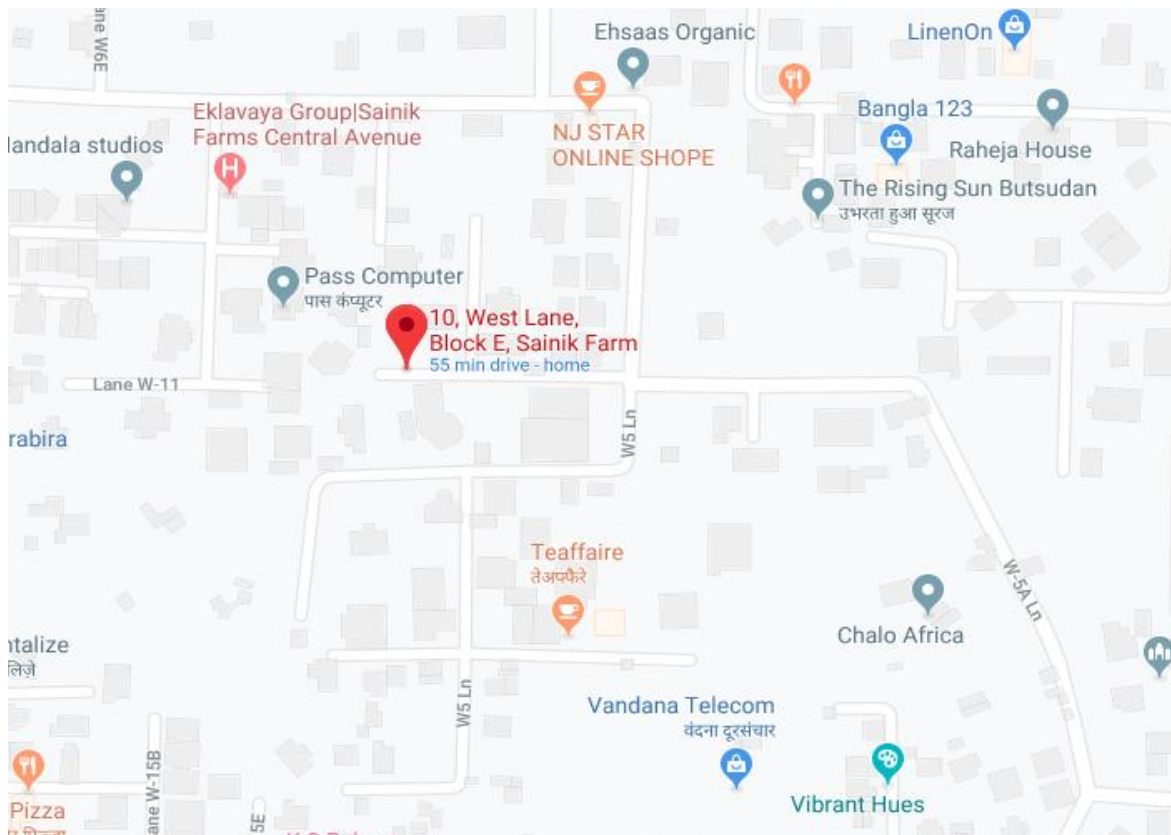 ane W6E
Ehsaas Organic
LinenOn
Eklavaya Group|Sainik
Farms Central Avenue
NJ STAR
ONLINE SHOPE
Bangla 123
landala studios
Raheja House
The Rising Sun Butsudan
उभरता हुआ सूरज
Pass Computer
पास कंप्यूटर
10, West Lane,
Block E, Sainik Farm
55 min drive - home
Lane W-11
rabira
W5 Ln
Teaffaire
तेअफ्फैरे
W-5A Ln
Chalo Africa
ntalize
लिज़े
W5 Ln
Vandana Telecom
वंदना दूरसंचार
ane W-15B
Vibrant Hues
Pizza
5E